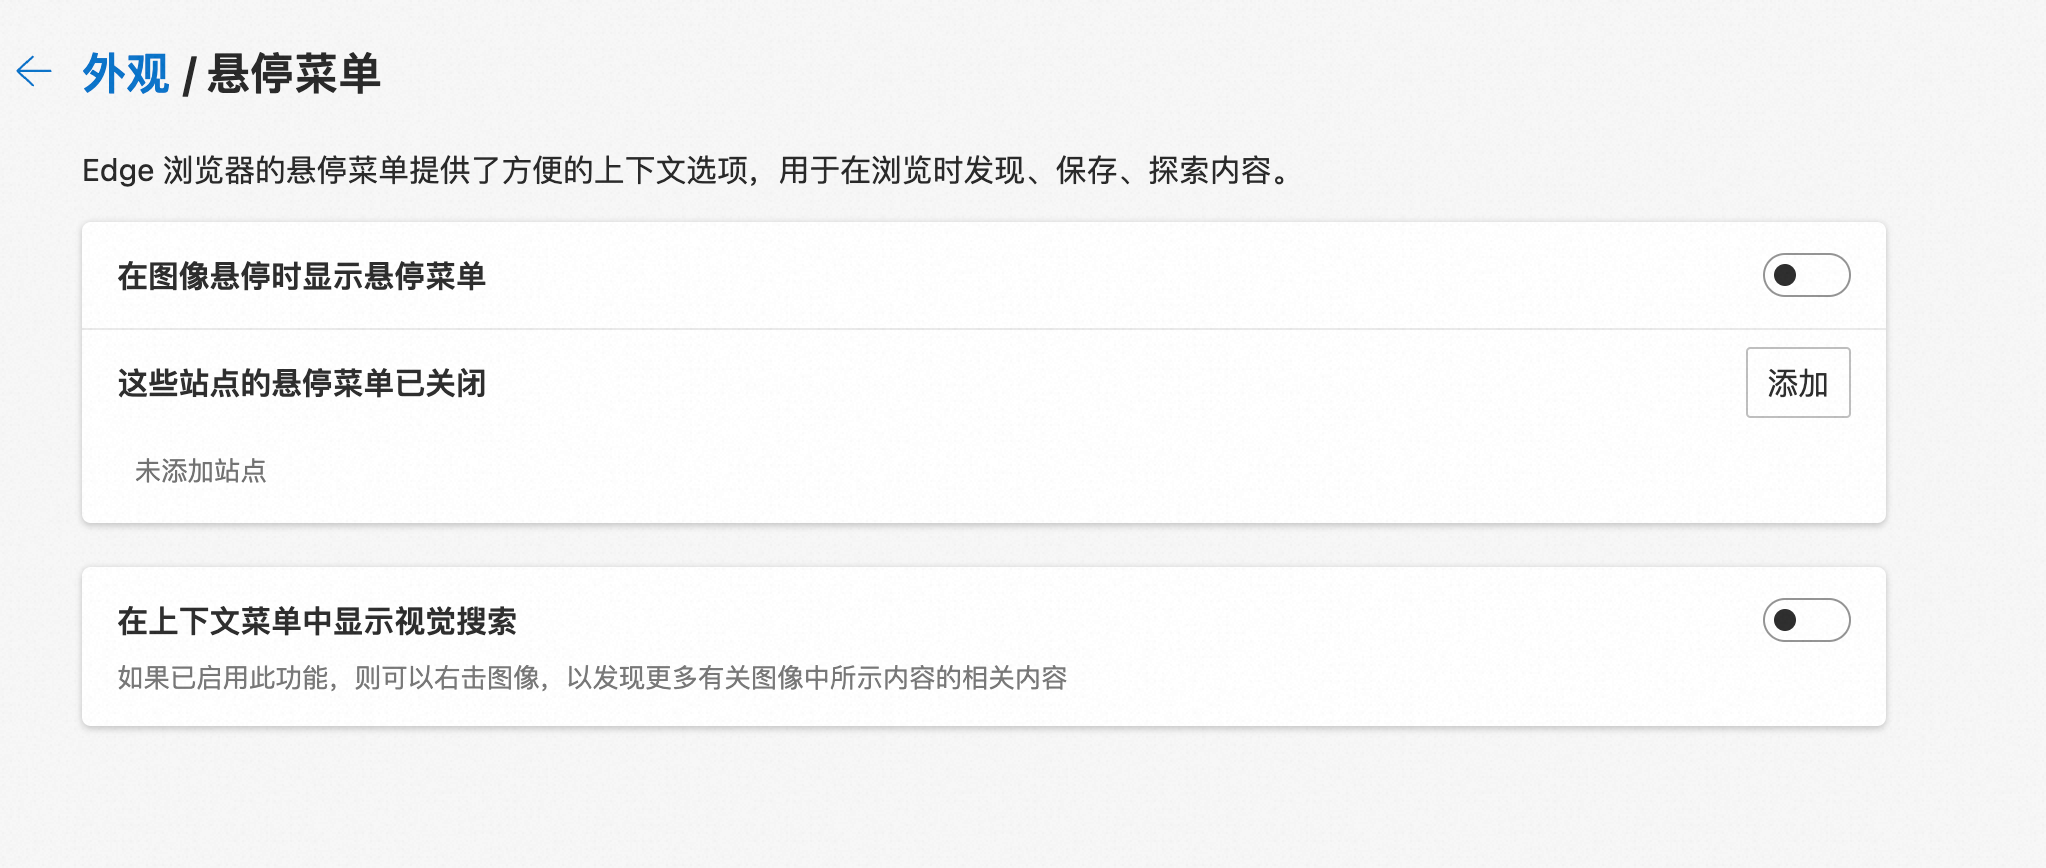 外观 / 悬停菜单
Edge 浏览器的悬停菜单提供了方便的上下文选项，用于在浏览时发现、保存、探索内容。
在图像悬停时显示悬停菜单
这些站点的悬停菜单已关闭
添加
未添加站点
在上下文菜单中显示视觉搜索
如果已启用此功能，则可以右击图像，以发现更多有关图像中所示内容的相关内容